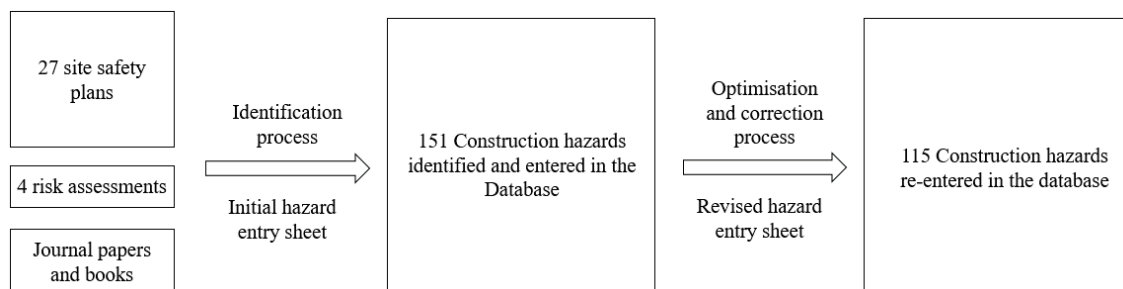 27 site safety
plans
4 risk assessments
Journal papers
and books
Identification
process
Initial hazard
entry sheet
151 Construction hazards
identified and entered in the
Database
Optimisation
and correction
process
Revised hazard
entry sheet
115 Construction hazards
re-entered in the database